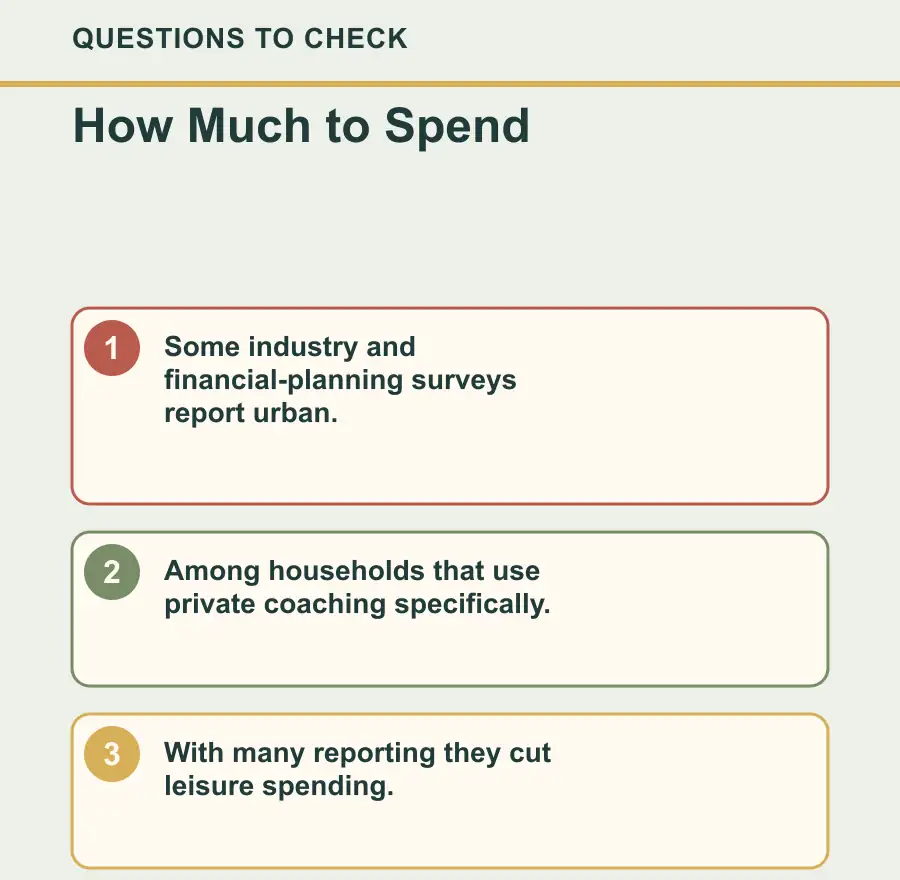 QUESTIONS TO CHECK
How Much to Spend
1
Some industry and
financial-planning surveys
report urban.
2
Among households that use
private coaching specifically.
3
With many reporting they cut
leisure spending.